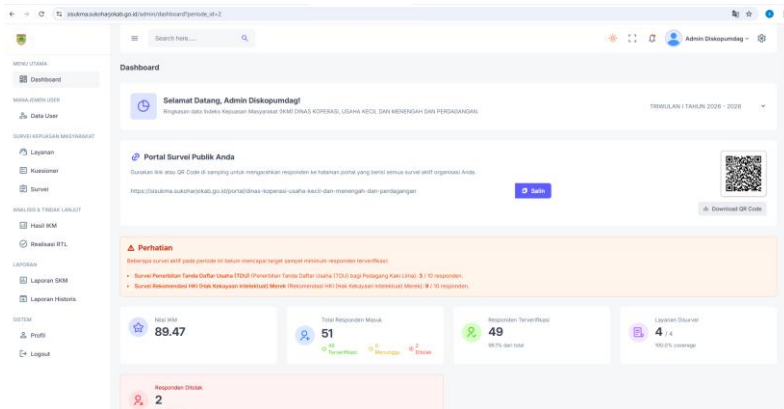 sisukma.sukoharjokab.go.id/admin/dashboard?periode_id=2
Search here.....
Admin Diskopumdag
MENU UTAMA
Dashboard
MANAJEMEN USER
Data User
SURVEI KEPUASAN MASYARAKAT
Layanan
Kuesioner
Survei
ANALISIS & TINDAK LANJUT
Hasil IKM
Realisasi RTL
LAPORAN
Laporan SKM
Laporan Historis
SISTEM
Profil
Logout
Dashboard
Selamat Datang, Admin Diskopumdag!
Ringkasan data Indeks Kepuasan Masyarakat (IKM) DINAS KOPERASI, USAHA KECIL DAN MENENGAH DAN PERDAGANGAN.
TRIWULAN I TAHUN 2026 - 2026
Portal Survei Publik Anda
Gunakan link atau QR Code di samping untuk mengarahkan responden ke halaman portal yang berisi semua survei aktif organisasi Anda.
https://sisukma.sukoharjokab.go.id/portal/dinas-koperasi-usaha-kecil-dan-menengah-dan-perdagangan
Salin
Download QR Code
Perhatian
Beberapa survei aktif pada periode ini belum mencapai target sampel minimum responden terverifikasi:
Survei Penerbitan Tanda Daftar Usaha (TDU) (Penerbitan Tanda Daftar Usaha (TDU) bagi Pedagang Kaki Lima): 3 / 10 responden.
Survei Rekomendasi HKI (Hak Kekayaan Intelektual) Merek (Rekomendasi HKI (Hak Kekayaan Intelektual) Merek): 9 / 10 responden.
Nilai IKM
89.47
Total Responden Masuk
51
49 Terverifikasi
0 Menunggu
2 Ditolak
Responden Terverifikasi
49
96.1% dari total
Layanan Disurvei
4 / 4
100.0% coverage
Responden Ditolak
2